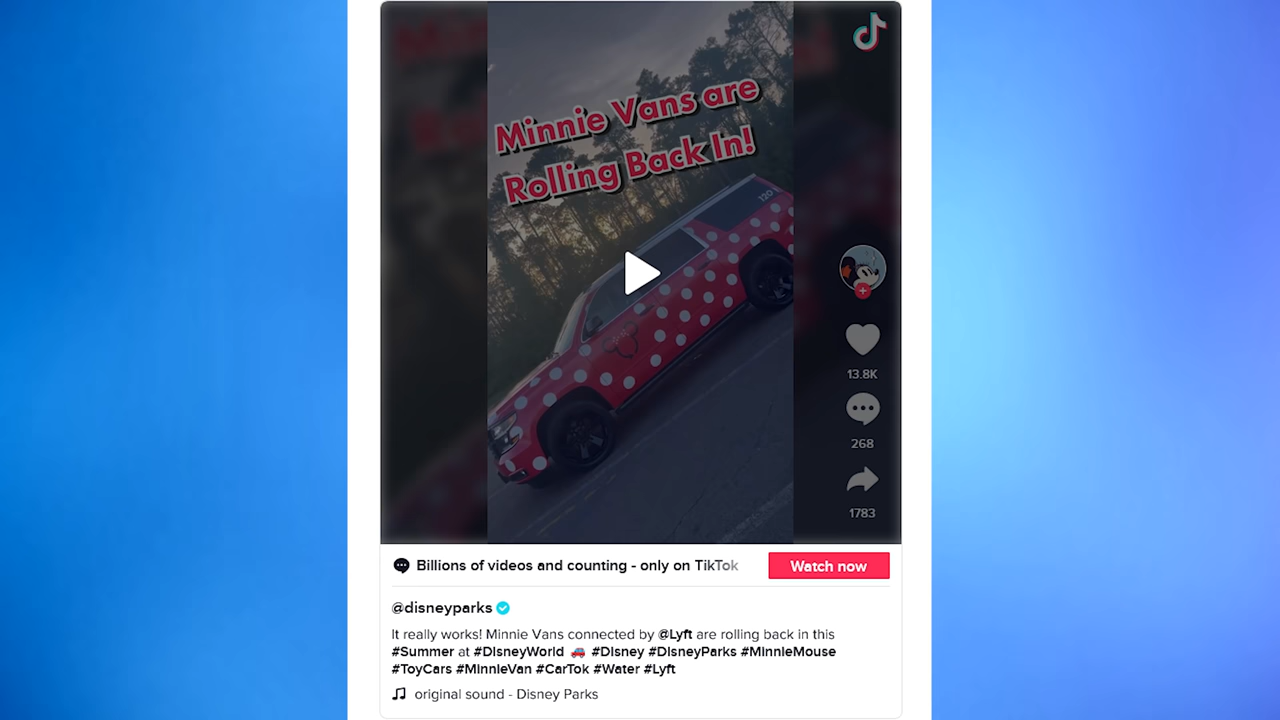 Minnie Vans are
Rolling Back In!
120
13.8K
268
1783
Billions of videos and counting - only on TikTok
Watch now
@disneyparks
It really works! Minnie Vans connected by @Lyft are rolling back in this
#Summer at #DisneyWorld 🚗 #Disney #DisneyParks #MinnieMouse
#ToyCars #MinnieVan #CarTok #Water #Lyft
original sound - Disney Parks